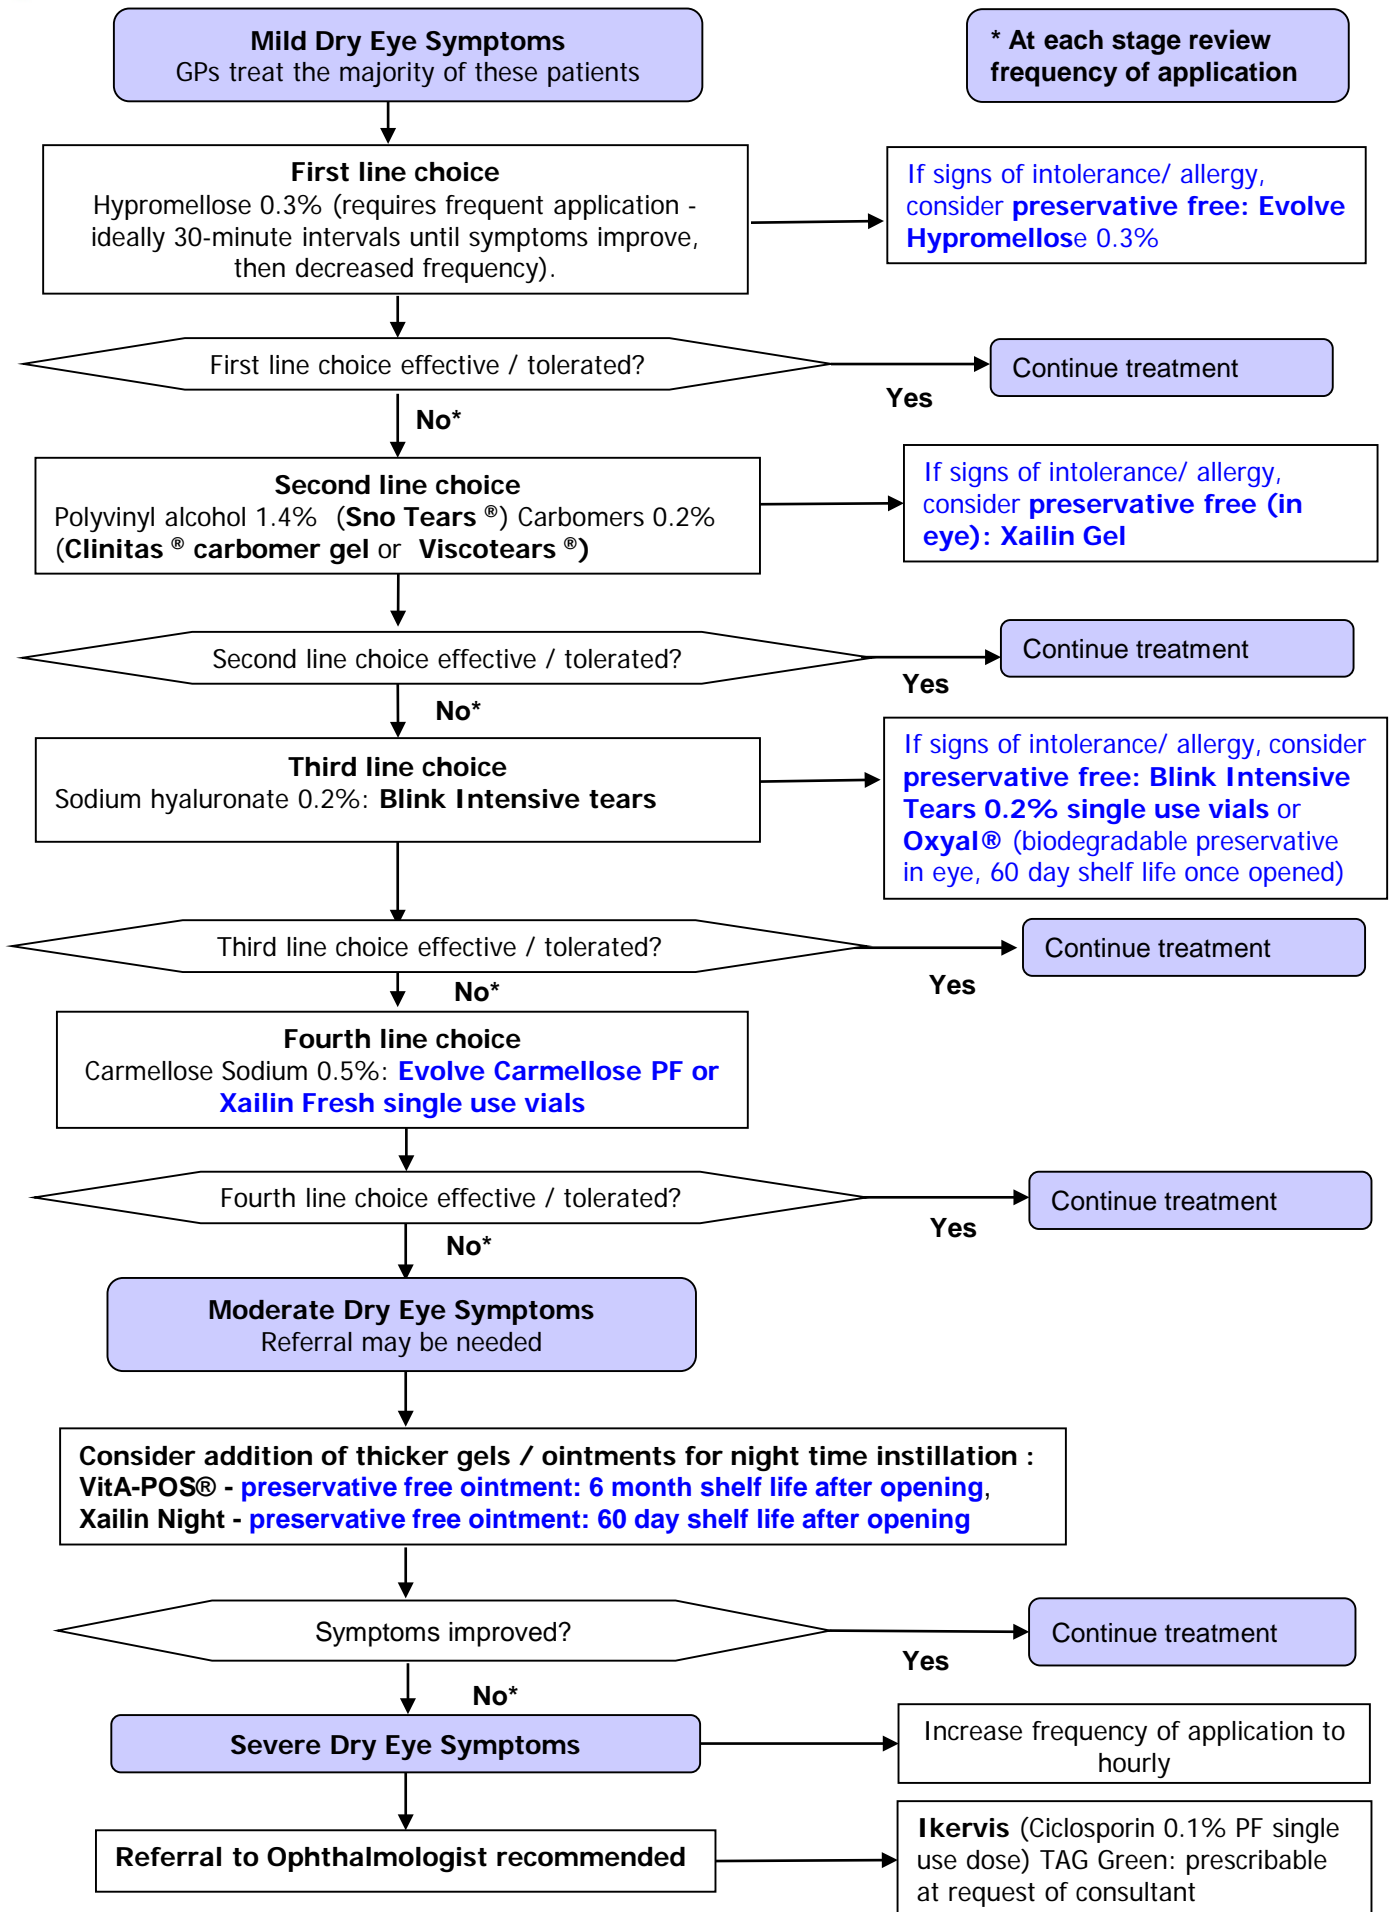 Mild Dry Eye Symptoms
GPs treat the majority of these patients
* At each stage review
frequency of application
First line choice
Hypromellose 0.3% (requires frequent application -
ideally 30-minute intervals until symptoms improve,
then decreased frequency).
If signs of intolerance/ allergy,
consider preservative free: Evolve
Hypromellose 0.3%
First line choice effective / tolerated?
Yes
Continue treatment
No*
Second line choice
Polyvinyl alcohol 1.4% (Sno Tears ®) Carbomers 0.2%
(Clinitas ® carbomer gel or Viscotears ®)
If signs of intolerance/ allergy,
consider preservative free (in
eye): Xailin Gel
Second line choice effective / tolerated?
Yes
Continue treatment
No*
Third line choice
Sodium hyaluronate 0.2%: Blink Intensive tears
If signs of intolerance/ allergy, consider
preservative free: Blink Intensive
Tears 0.2% single use vials or
Oxyal® (biodegradable preservative
in eye, 60 day shelf life once opened)
Third line choice effective / tolerated?
Yes
Continue treatment
No*
Fourth line choice
Carmellose Sodium 0.5%: Evolve Carmellose PF or
Xailin Fresh single use vials
Fourth line choice effective / tolerated?
Yes
Continue treatment
No*
Moderate Dry Eye Symptoms
Referral may be needed
Consider addition of thicker gels / ointments for night time instillation :
VitA-POS® - preservative free ointment: 6 month shelf life after opening,
Xailin Night - preservative free ointment: 60 day shelf life after opening
Symptoms improved?
Yes
Continue treatment
No*
Severe Dry Eye Symptoms
Increase frequency of application to
hourly
Referral to Ophthalmologist recommended
Ikervis (Ciclosporin 0.1% PF single
use dose) TAG Green: prescribable
at request of consultant